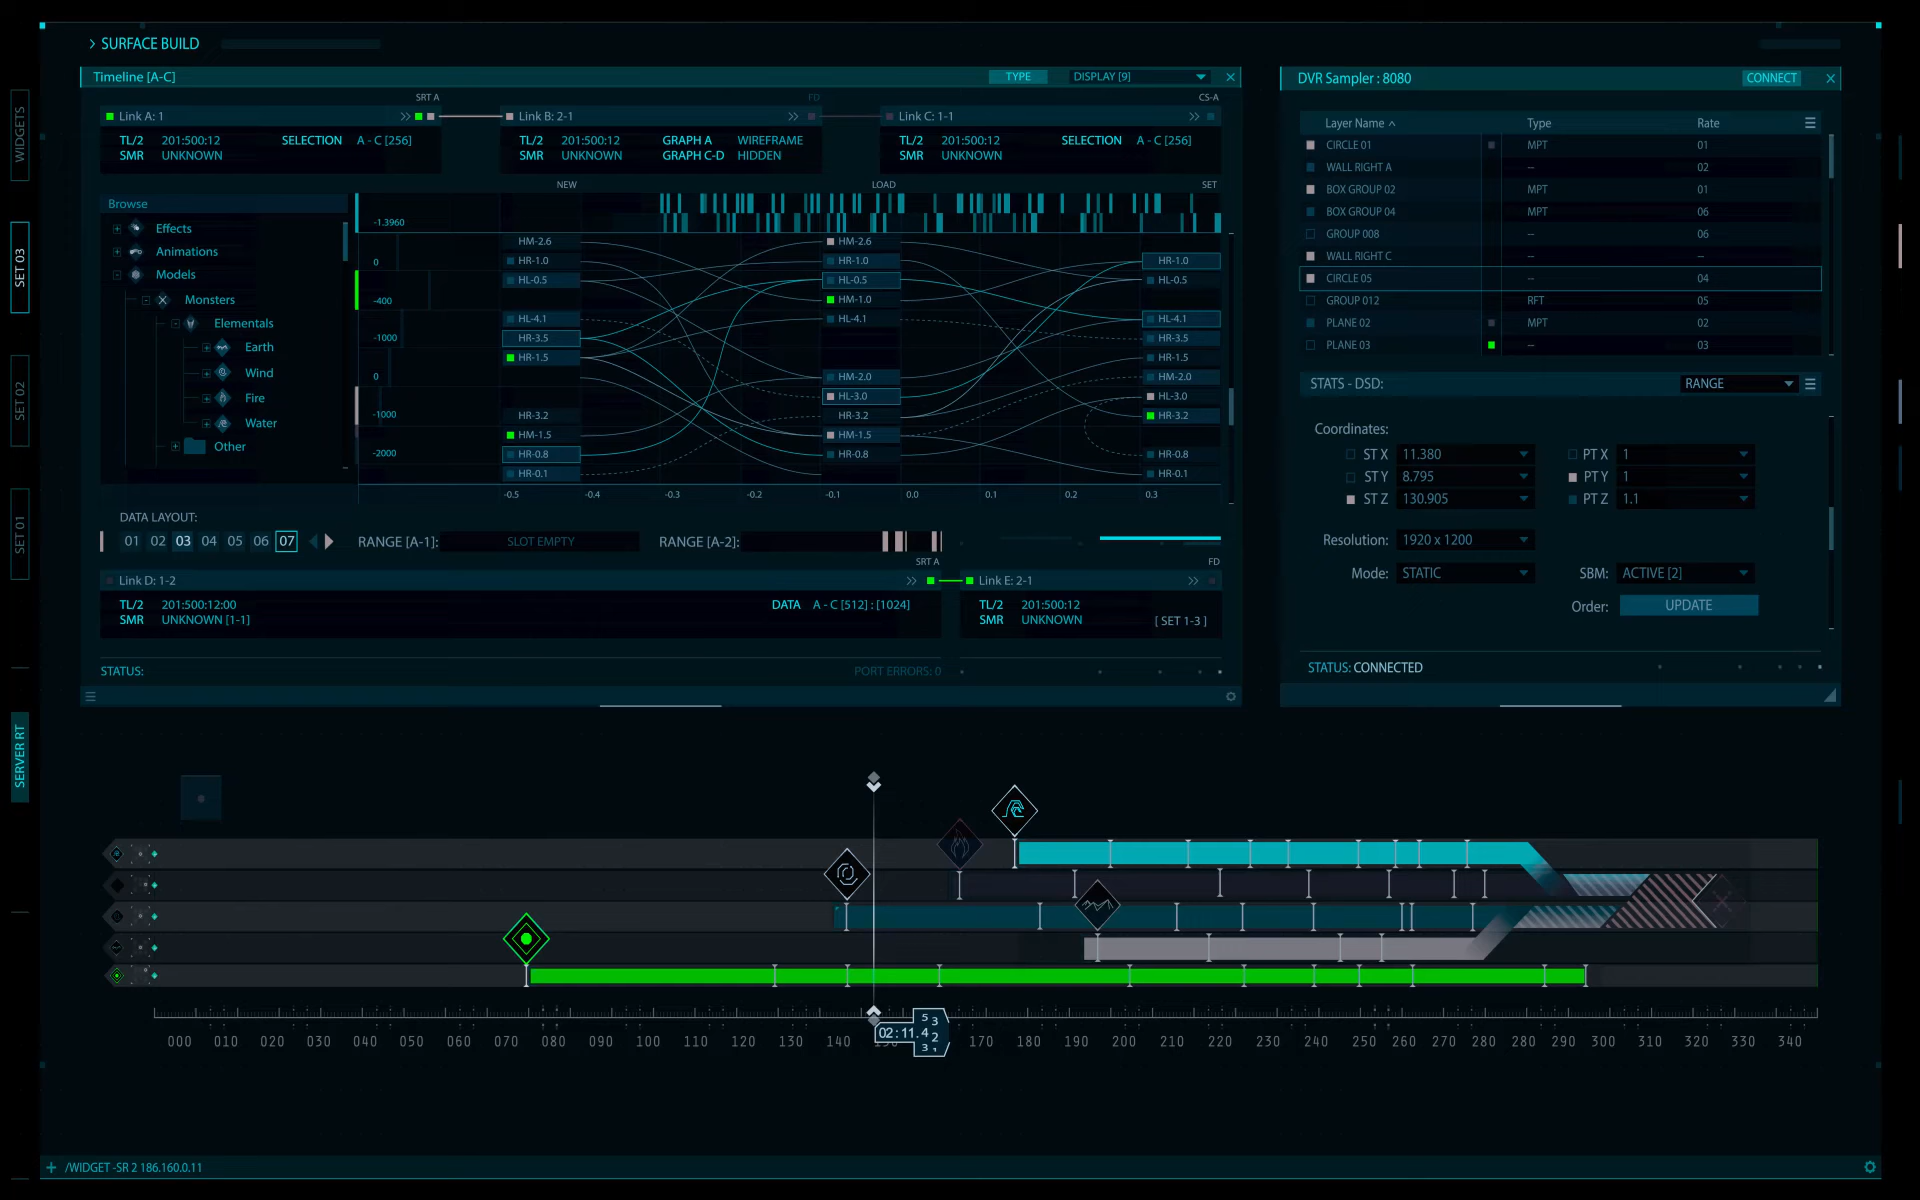 SURFACE BUILD
Timeline [A-C]
TYPE
DISPLAY [9]
SRT A
FD
CS-A
Link A: 1
TL/2 201:500:12 SELECTION A - C [256]
SMR UNKNOWN
Link B: 2-1
TL/2 201:500:12 GRAPH A WIREFRAME
SMR UNKNOWN GRAPH C-D HIDDEN
Link C: 1-1
TL/2 201:500:12 SELECTION A - C [256]
SMR UNKNOWN
NEW
LOAD
SET
Browse
Effects
Animations
Models
Monsters
Elementals
Earth
Wind
Fire
Water
Other
-1.3960
0
-400
-1000
0
-1000
-2000
HM-2.6
HR-1.0
HL-0.5
HL-4.1
HR-3.5
HR-1.5
HR-3.2
HM-1.5
HR-0.8
HR-0.1
HM-2.6
HR-1.0
HL-0.5
HM-1.0
HL-4.1
HM-2.0
HL-3.0
HR-3.2
HM-1.5
HR-0.8
HR-1.0
HL-0.5
HL-4.1
HR-3.5
HR-1.5
HM-2.0
HL-3.0
HR-3.2
HR-0.8
HR-0.1
-0.5 -0.4 -0.3 -0.2 -0.1 0.0 0.1 0.2 0.3
DATA LAYOUT:
01 02 03 04 05 06 07
RANGE [A-1]: SLOT EMPTY
RANGE [A-2]:
SRT A
FD
Link D: 1-2
TL/2 201:500:12:00 DATA A - C [512] : [1024]
SMR UNKNOWN [1-1]
Link E: 2-1
TL/2 201:500:12
SMR UNKNOWN [ SET 1-3 ]
STATUS:
PORT ERRORS: 0
DVR Sampler : 8080
CONNECT
Layer Name Type Rate
CIRCLE 01 MPT 01
WALL RIGHT A – 02
BOX GROUP 02 MPT 01
BOX GROUP 04 MPT 06
GROUP 008 – 06
WALL RIGHT C – –
CIRCLE 05 – 04
GROUP 012 RFT 05
PLANE 02 MPT 02
PLANE 03 – 03
STATS - DSD:
RANGE
Coordinates:
ST X 11.380 PT X 1
ST Y 8.795 PT Y 1
ST Z 130.905 PT Z 1.1
Resolution: 1920 x 1200
Mode: STATIC SBM: ACTIVE [2]
Order: UPDATE
STATUS: CONNECTED
WIDGETS
SET 03
SET 02
SET 01
SERVER RT
02:11.4
5
3
2
3
000 010 020 030 040 050 060 070 080 090 100 110 120 130 140 170 180 190 200 210 220 230 240 250 260 270 280 280 290 300 310 320 330 340
/WIDGET -SR 2 186.160.0.11